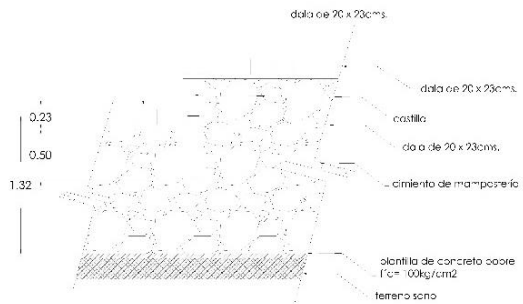 dala de 20 x 23cms.
dala de 20 x 23cms.
castilla
dala de 20 x 23cms.
cimiento de mampostería
plantilla de concreto pobre
f'c= 100kg/cm2
terreno sano
0.23
0.50
1.32